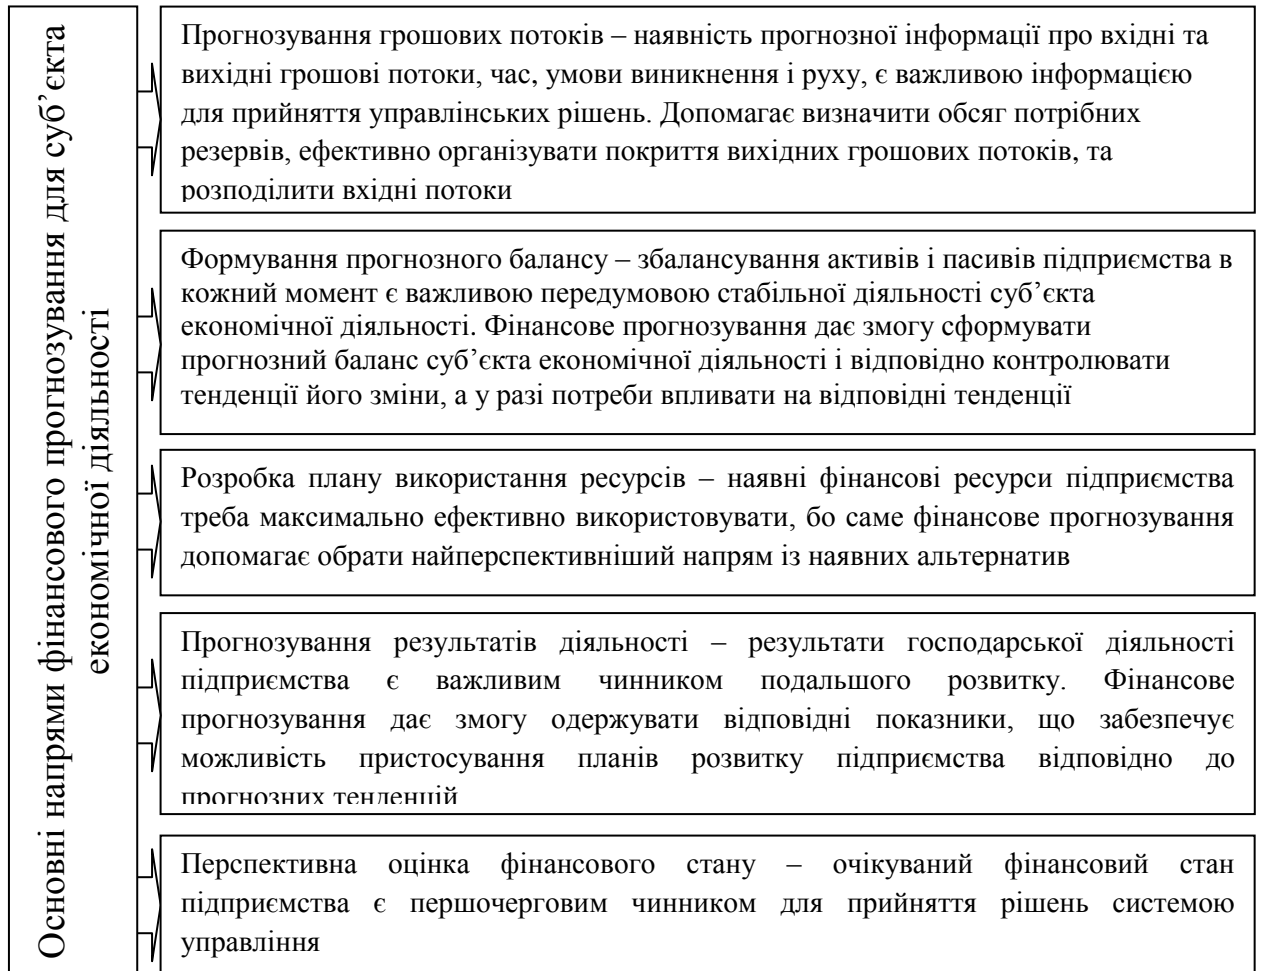 Основні напрями фінансового прогнозування для суб’єкта
економічної діяльності
Прогнозування грошових потоків – наявність прогнозної інформації про вхідні та
вихідні грошові потоки, час, умови виникнення і руху, є важливою інформацією
для прийняття управлінських рішень. Допомагає визначити обсяг потрібних
резервів, ефективно організувати покриття вихідних грошових потоків, та
розподілити вхідні потоки
Формування прогнозного балансу – збалансування активів і пасивів підприємства в
кожний момент є важливою передумовою стабільної діяльності суб’єкта
економічної діяльності. Фінансове прогнозування дає змогу сформувати
прогнозний баланс суб’єкта економічної діяльності і відповідно контролювати
тенденції його зміни, а у разі потреби впливати на відповідні тенденції
Розробка плану використання ресурсів – наявні фінансові ресурси підприємства
треба максимально ефективно використовувати, бо саме фінансове прогнозування
допомагає обрати найперспективніший напрям із наявних альтернатив
Прогнозування результатів діяльності – результати господарської діяльності
підприємства є важливим чинником подальшого розвитку. Фінансове
прогнозування дає змогу одержувати відповідні показники, що забезпечує
можливість пристосування планів розвитку підприємства відповідно до
прогнозних тенденцій
Перспективна оцінка фінансового стану – очікуваний фінансовий стан
підприємства є першочерговим чинником для прийняття рішень системою
управління